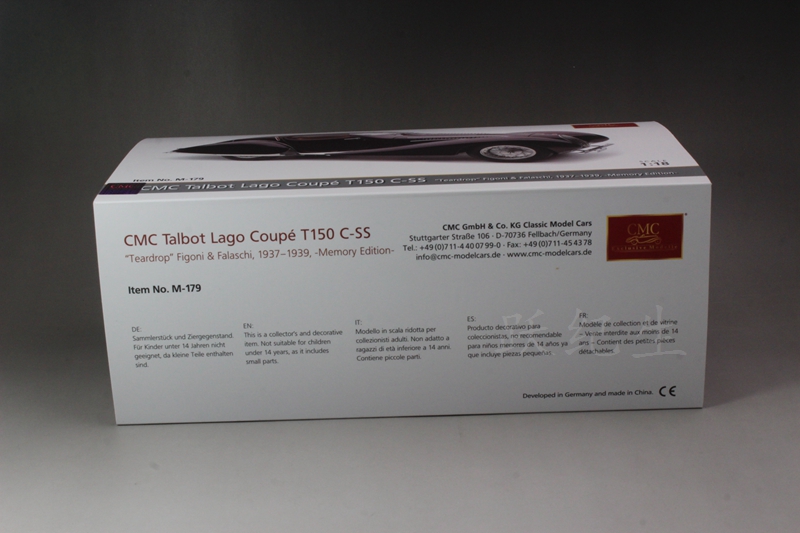 Item No. M-179
1:18
CMC
CMC Talbot Lago Coupé T150 C-SS -"Teardrop" Figoni & Falaschi, 1937-1939, -Memory Edition-
CMC Talbot Lago Coupé T150 C-SS
"Teardrop" Figoni & Falaschi, 1937–1939, -Memory Edition-
CMC GmbH & Co. KG Classic Model Cars
Stuttgarter Straße 106 · D-70736 Fellbach/Germany
Tel.: +49 (0)711-4 40 07 99-0 · Fax: +49 (0)711-45 43 78
info@cmc-modelcars.de · www.cmc-modelcars.de
CMC
Item No. M-179
DE:
Sammlerstück und Ziergegenstand.
Für Kinder unter 14 Jahren nicht
geeignet, da kleine Teile enthalten
sind.
EN:
This is a collector's and decorative
item. Not suitable for children
under 14 years, as it includes
small parts.
IT:
Modello in scala ridotta per
collezionisti adulti. Non adatto a
ragazzi di età inferiore a 14 anni.
Contiene piccole parti.
ES:
Producto decorativo para
coleccionistas, no recomendable
para niños menores de 14 años ya
que incluye piezas pequeñas.
FR:
Modèle de collection et de vitrine
– Vente interdite aux moins de 14
ans – Contient des petites pièces
détachables.
Developed in Germany and made in China. CE